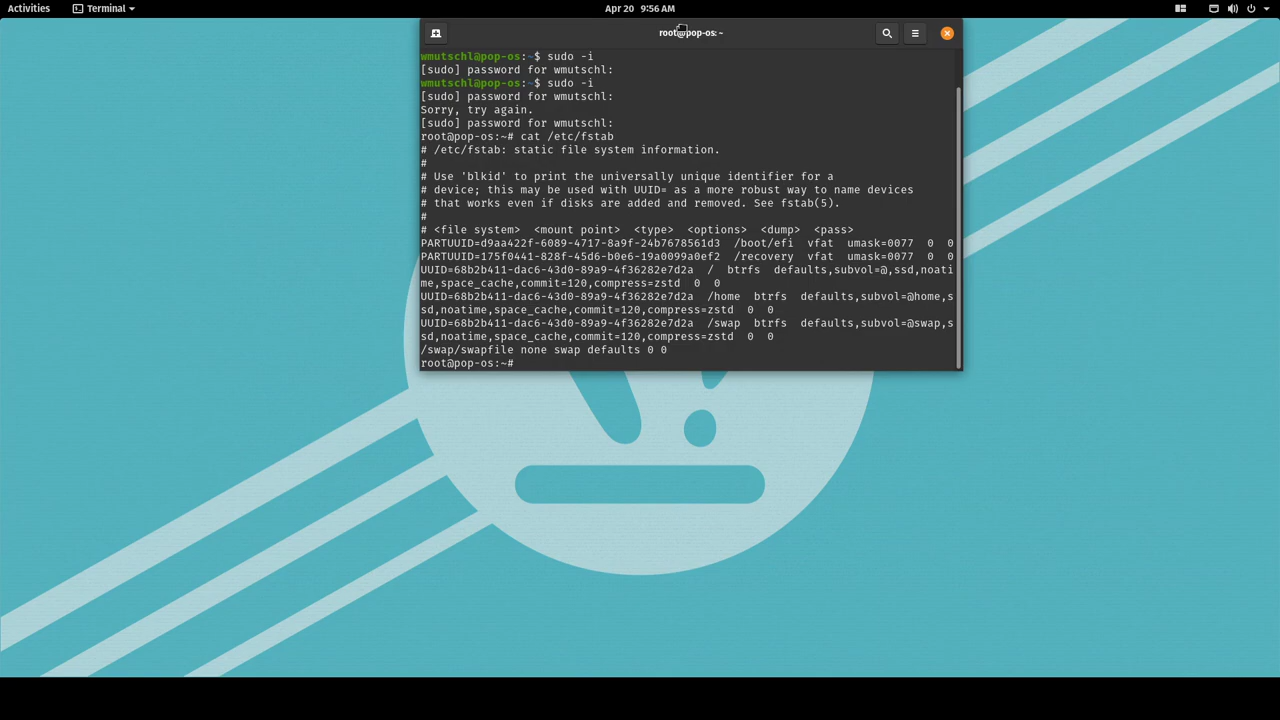 Activities Terminal Apr 20 9:56 AM
root@pop-os: ~
wmutschl@pop-os:~$ sudo -i
[sudo] password for wmutschl:
wmutschl@pop-os:~$ sudo -i
[sudo] password for wmutschl:
Sorry, try again.
[sudo] password for wmutschl:
root@pop-os:~# cat /etc/fstab
# /etc/fstab: static file system information.
#
# Use 'blkid' to print the universally unique identifier for a
# device; this may be used with UUID= as a more robust way to name devices
# that works even if disks are added and removed. See fstab(5).
#
# <file system>  <mount point>  <type>  <options>  <dump>  <pass>
PARTUUID=d9aa422f-6089-4717-8a9f-24b7678561d3  /boot/efi  vfat  umask=0077  0  0
PARTUUID=175f0441-828f-45d6-b0e6-19a0099a0ef2  /recovery  vfat  umask=0077  0  0
UUID=68b2b411-dac6-43d0-89a9-4f36282e7d2a  /  btrfs  defaults,subvol=@,ssd,noati
me,space_cache,commit=120,compress=zstd  0  0
UUID=68b2b411-dac6-43d0-89a9-4f36282e7d2a  /home  btrfs  defaults,subvol=@home,s
sd,noatime,space_cache,commit=120,compress=zstd  0  0
UUID=68b2b411-dac6-43d0-89a9-4f36282e7d2a  /swap  btrfs  defaults,subvol=@swap,s
sd,noatime,space_cache,commit=120,compress=zstd  0  0
/swap/swapfile none swap defaults 0 0
root@pop-os:~#